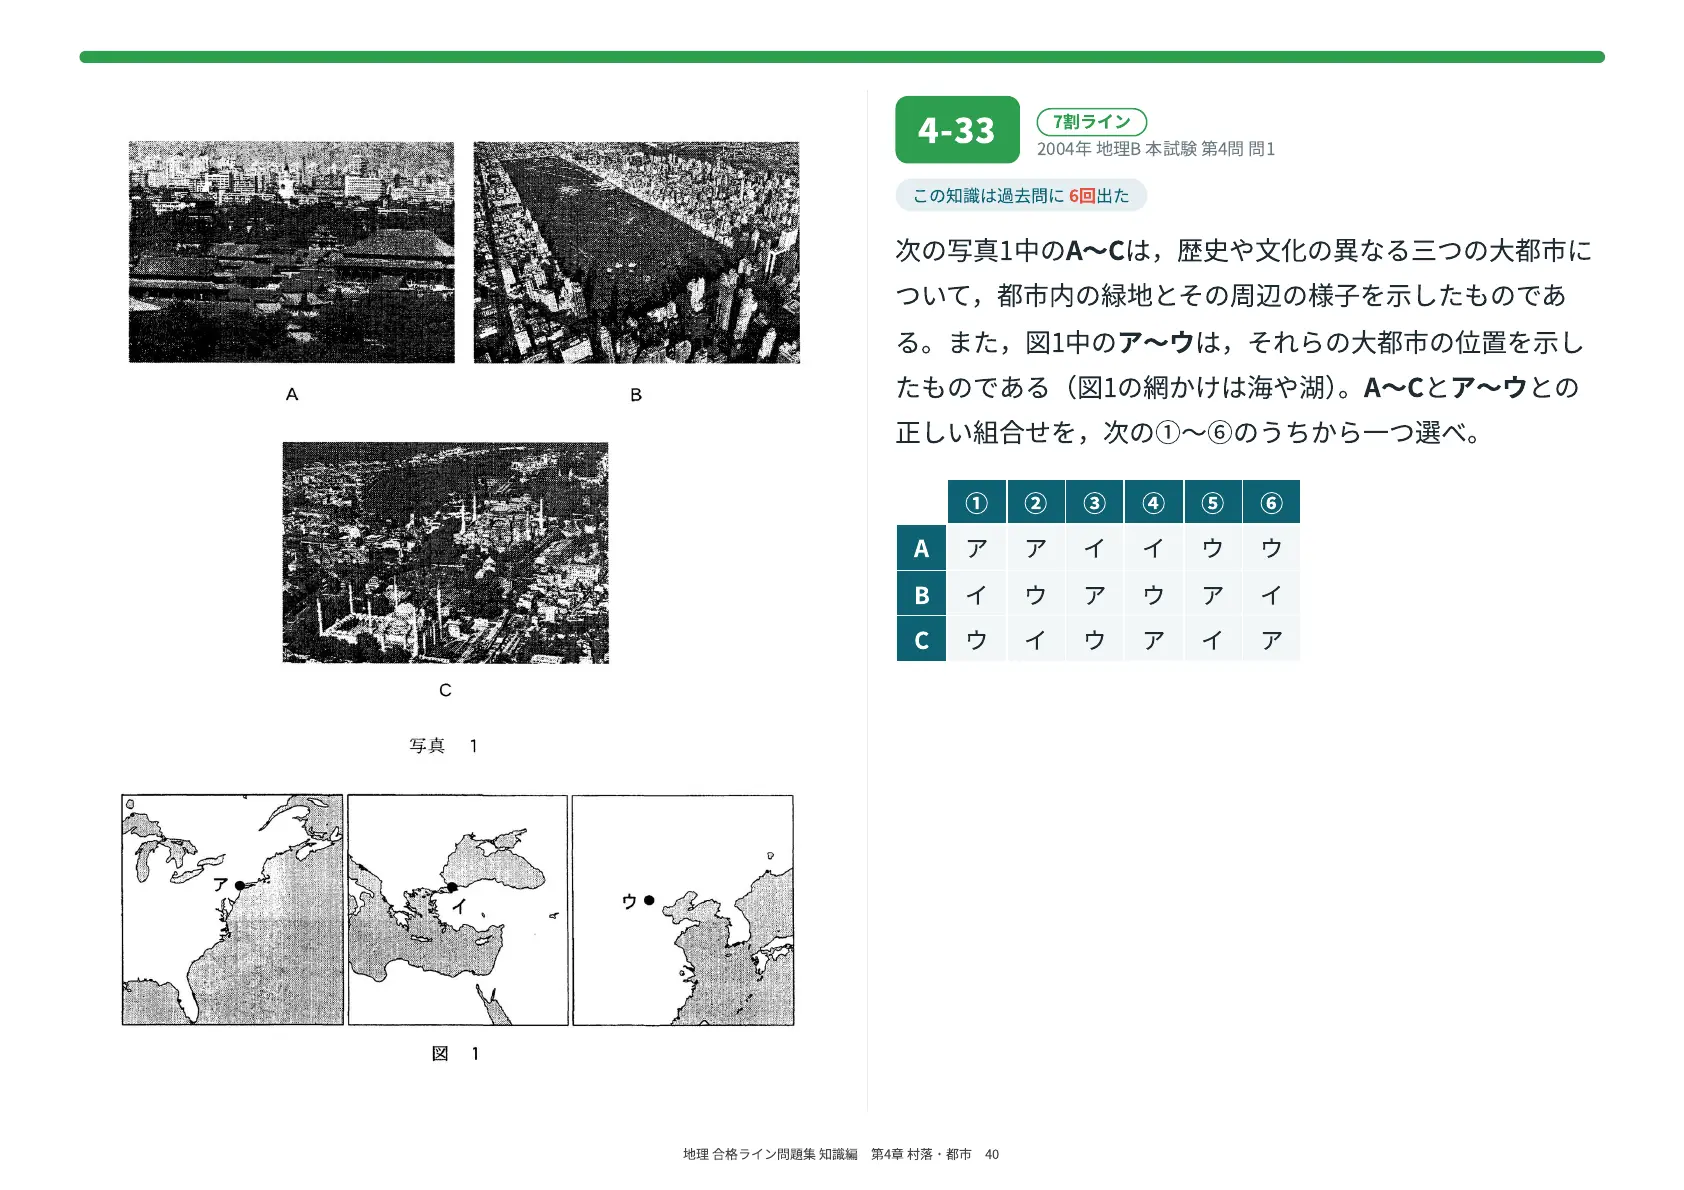 A
B
C
写真 1
ア
イ
ウ
図 1
4-33
7割ライン
2004年 地理B 本試験 第4問 問1
この知識は過去問に 6回出た
次の写真1中のA〜Cは，歴史や文化の異なる三つの大都市に
ついて，都市内の緑地とその周辺の様子を示したものであ
る。また，図1中のア〜ウは，それらの大都市の位置を示し
たものである（図1の網かけは海や湖）。A〜Cとア〜ウとの
正しい組合せを，次の①〜⑥のうちから一つ選べ。
① ② ③ ④ ⑤ ⑥
A ア ア イ イ ウ ウ
B イ ウ ア ウ ア イ
C ウ イ ウ ア イ ア
地理 合格ライン問題集 知識編 第4章 村落・都市 40